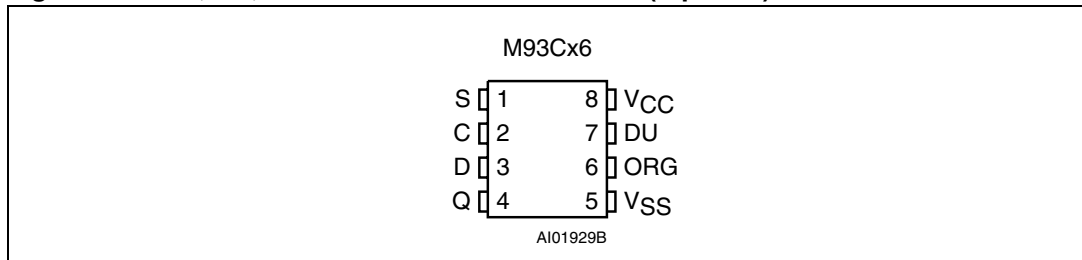 M93Cx6
S 1 8 VCC
C 2 7 DU
D 3 6 ORG
Q 4 5 VSS
AI01929B